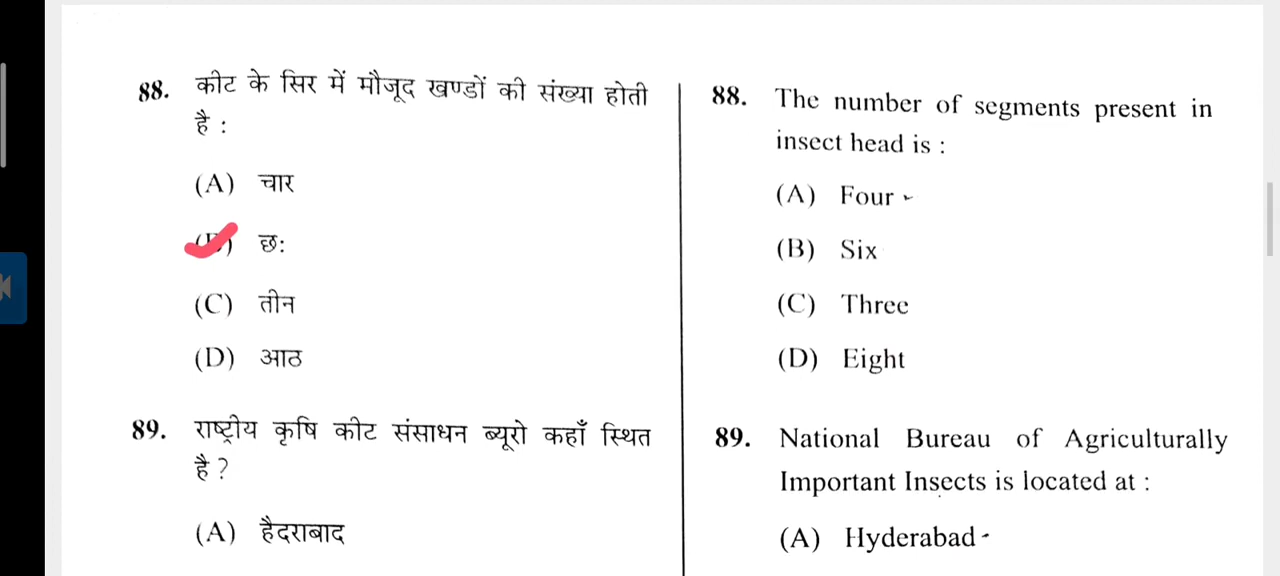 88. कीट के सिर में मौजूद खण्डों की संख्या होती
है :
(A) चार
(B) छः
(C) तीन
(D) आठ
89. राष्ट्रीय कृषि कीट संसाधन ब्यूरो कहाँ स्थित
है ?
(A) हैदराबाद
88. The number of segments present in
insect head is :
(A) Four
(B) Six
(C) Three
(D) Eight
89. National Bureau of Agriculturally
Important Insects is located at :
(A) Hyderabad